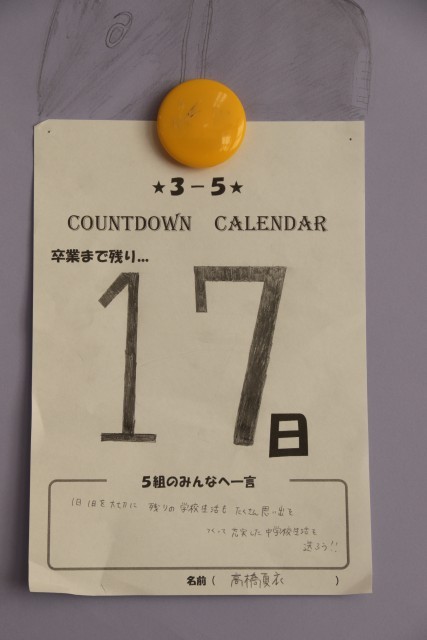 ★3-5★
COUNTDOWN CALENDAR
卒業まで残り...
17日
5組のみんなへ一言
1日1日を大切に 残りの学校生活も たくさん思い出を
つくって 充実した中学校生活を
送ろう!!
名前( 高橋 衣 )